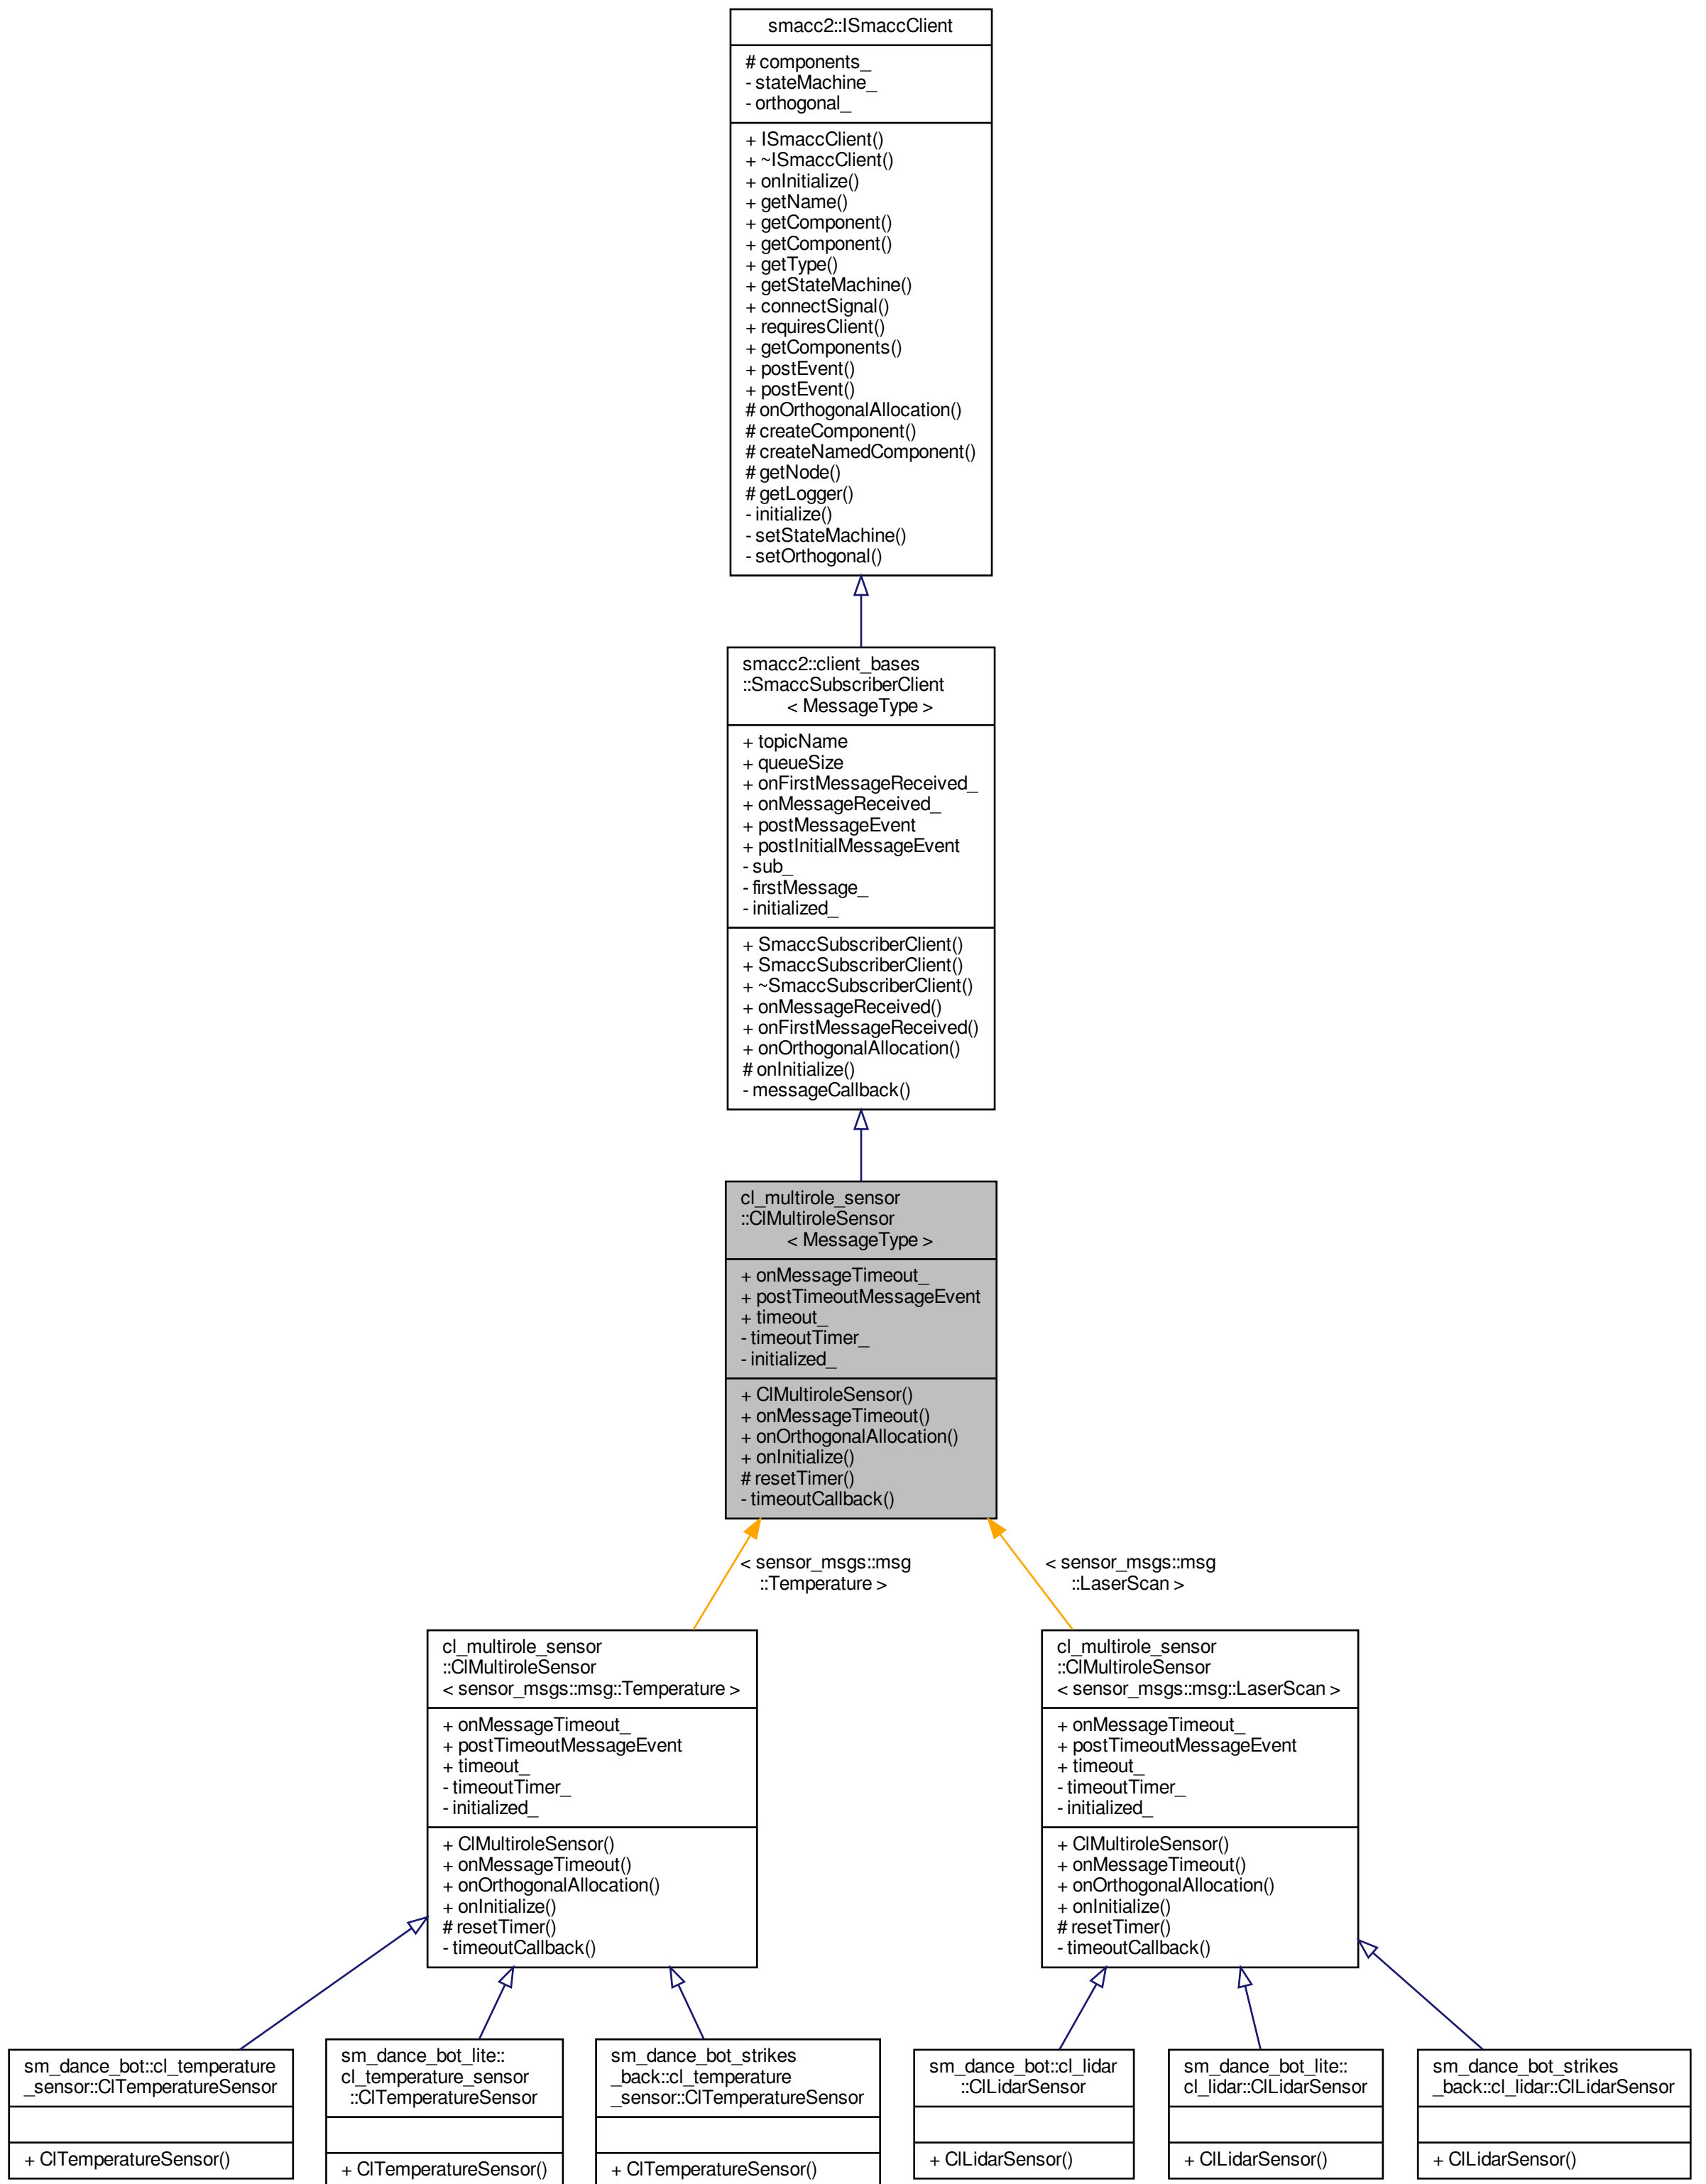 smacc2::ISmaccClient
# components_
- stateMachine_
- orthogonal_
+ ISmaccClient()
+ ~ISmaccClient()
+ onInitialize()
+ getName()
+ getComponent()
+ getComponent()
+ getType()
+ getStateMachine()
+ connectSignal()
+ requiresClient()
+ getComponents()
+ postEvent()
+ postEvent()
# onOrthogonalAllocation()
# createComponent()
# createNamedComponent()
# getNode()
# getLogger()
- initialize()
- setStateMachine()
- setOrthogonal()
smacc2::client_bases
::SmaccSubscriberClient
< MessageType >
+ topicName
+ queueSize
+ onFirstMessageReceived_
+ onMessageReceived_
+ postMessageEvent
+ postInitialMessageEvent
- sub_
- firstMessage_
- initialized_
+ SmaccSubscriberClient()
+ SmaccSubscriberClient()
+ ~SmaccSubscriberClient()
+ onMessageReceived()
+ onFirstMessageReceived()
+ onOrthogonalAllocation()
# onInitialize()
- messageCallback()
cl_multirole_sensor
::ClMultiroleSensor
< MessageType >
+ onMessageTimeout_
+ postTimeoutMessageEvent
+ timeout_
- timeoutTimer_
- initialized_
+ ClMultiroleSensor()
+ onMessageTimeout()
+ onOrthogonalAllocation()
+ onInitialize()
# resetTimer()
- timeoutCallback()
< sensor_msgs::msg
::Temperature >
< sensor_msgs::msg
::LaserScan >
cl_multirole_sensor
::ClMultiroleSensor
< sensor_msgs::msg::Temperature >
+ onMessageTimeout_
+ postTimeoutMessageEvent
+ timeout_
- timeoutTimer_
- initialized_
+ ClMultiroleSensor()
+ onMessageTimeout()
+ onOrthogonalAllocation()
+ onInitialize()
# resetTimer()
- timeoutCallback()
cl_multirole_sensor
::ClMultiroleSensor
< sensor_msgs::msg::LaserScan >
+ onMessageTimeout_
+ postTimeoutMessageEvent
+ timeout_
- timeoutTimer_
- initialized_
+ ClMultiroleSensor()
+ onMessageTimeout()
+ onOrthogonalAllocation()
+ onInitialize()
# resetTimer()
- timeoutCallback()
sm_dance_bot::cl_temperature
_sensor::ClTemperatureSensor
+ ClTemperatureSensor()
sm_dance_bot_lite::
cl_temperature_sensor
::ClTemperatureSensor
+ ClTemperatureSensor()
sm_dance_bot_strikes
_back::cl_temperature
_sensor::ClTemperatureSensor
+ ClTemperatureSensor()
sm_dance_bot::cl_lidar
::ClLidarSensor
+ ClLidarSensor()
sm_dance_bot_lite::
cl_lidar::ClLidarSensor
+ ClLidarSensor()
sm_dance_bot_strikes
_back::cl_lidar::ClLidarSensor
+ ClLidarSensor()